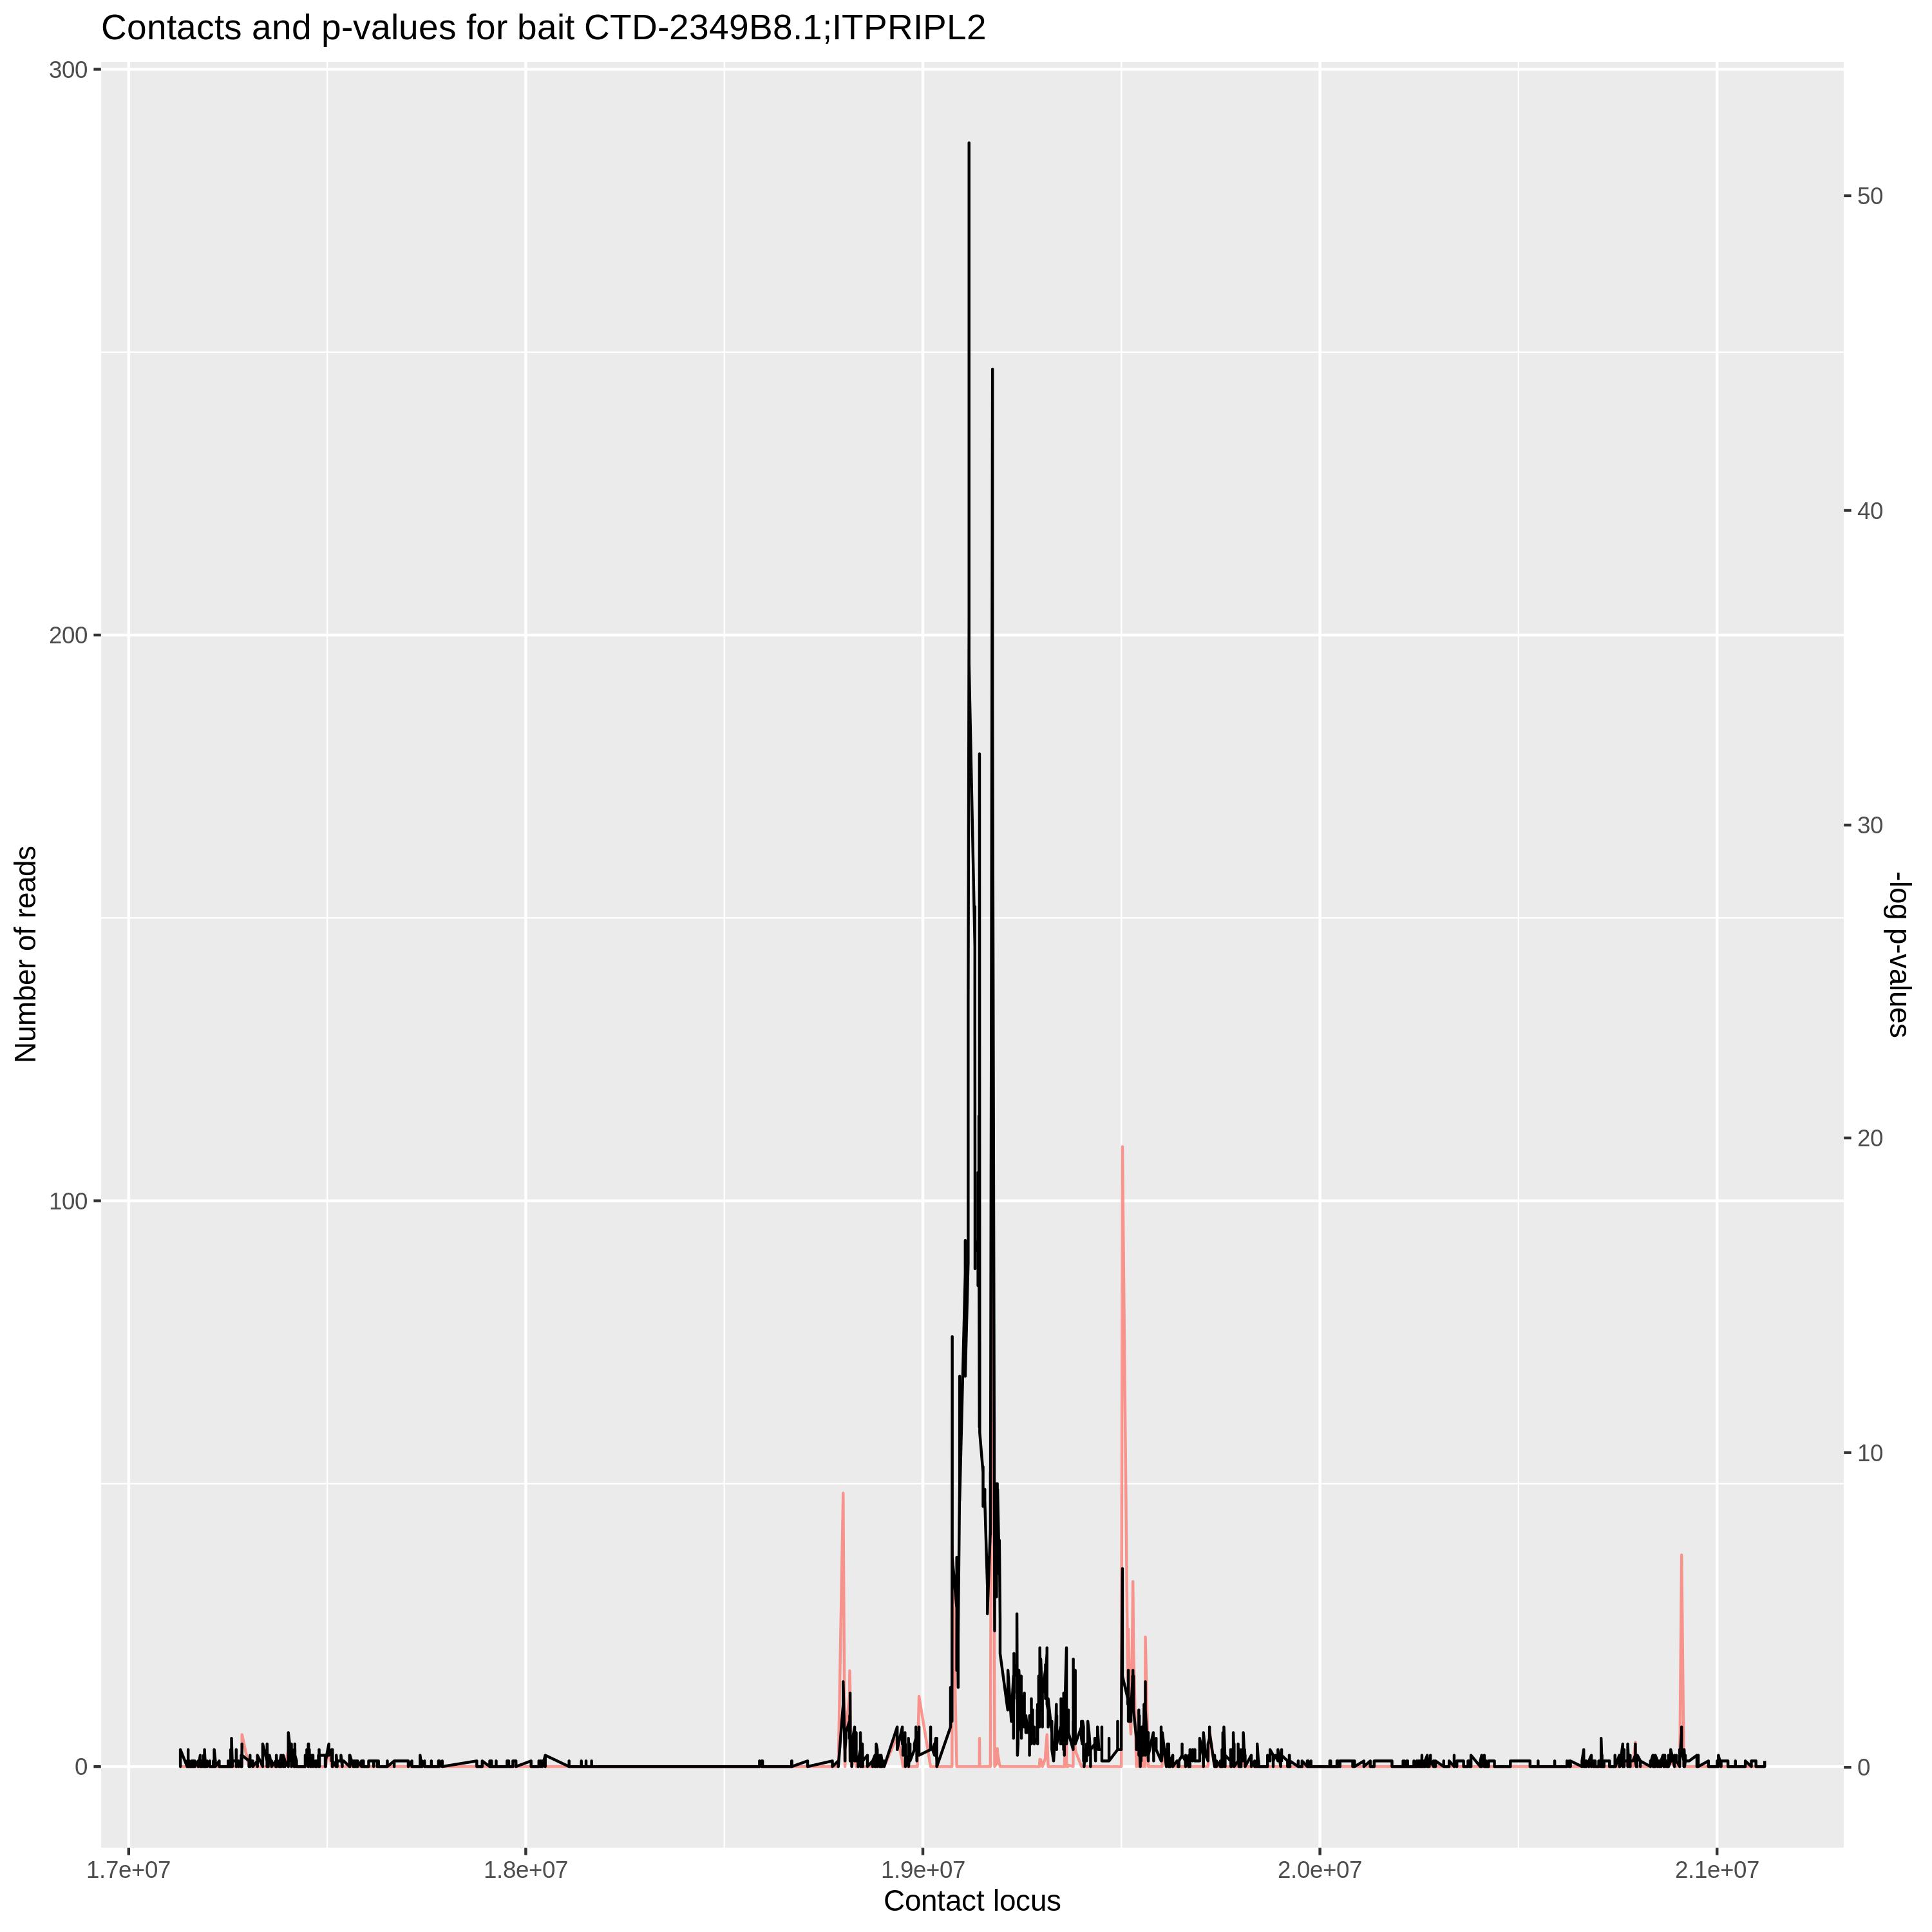 Contacts and p-values for bait CTD-2349B8.1;ITPRIPL2
300
200
100
0
Number of reads
50
40
30
20
10
0
-log p-values
1.7e+07 1.8e+07 1.9e+07 2.0e+07 2.1e+07
Contact locus